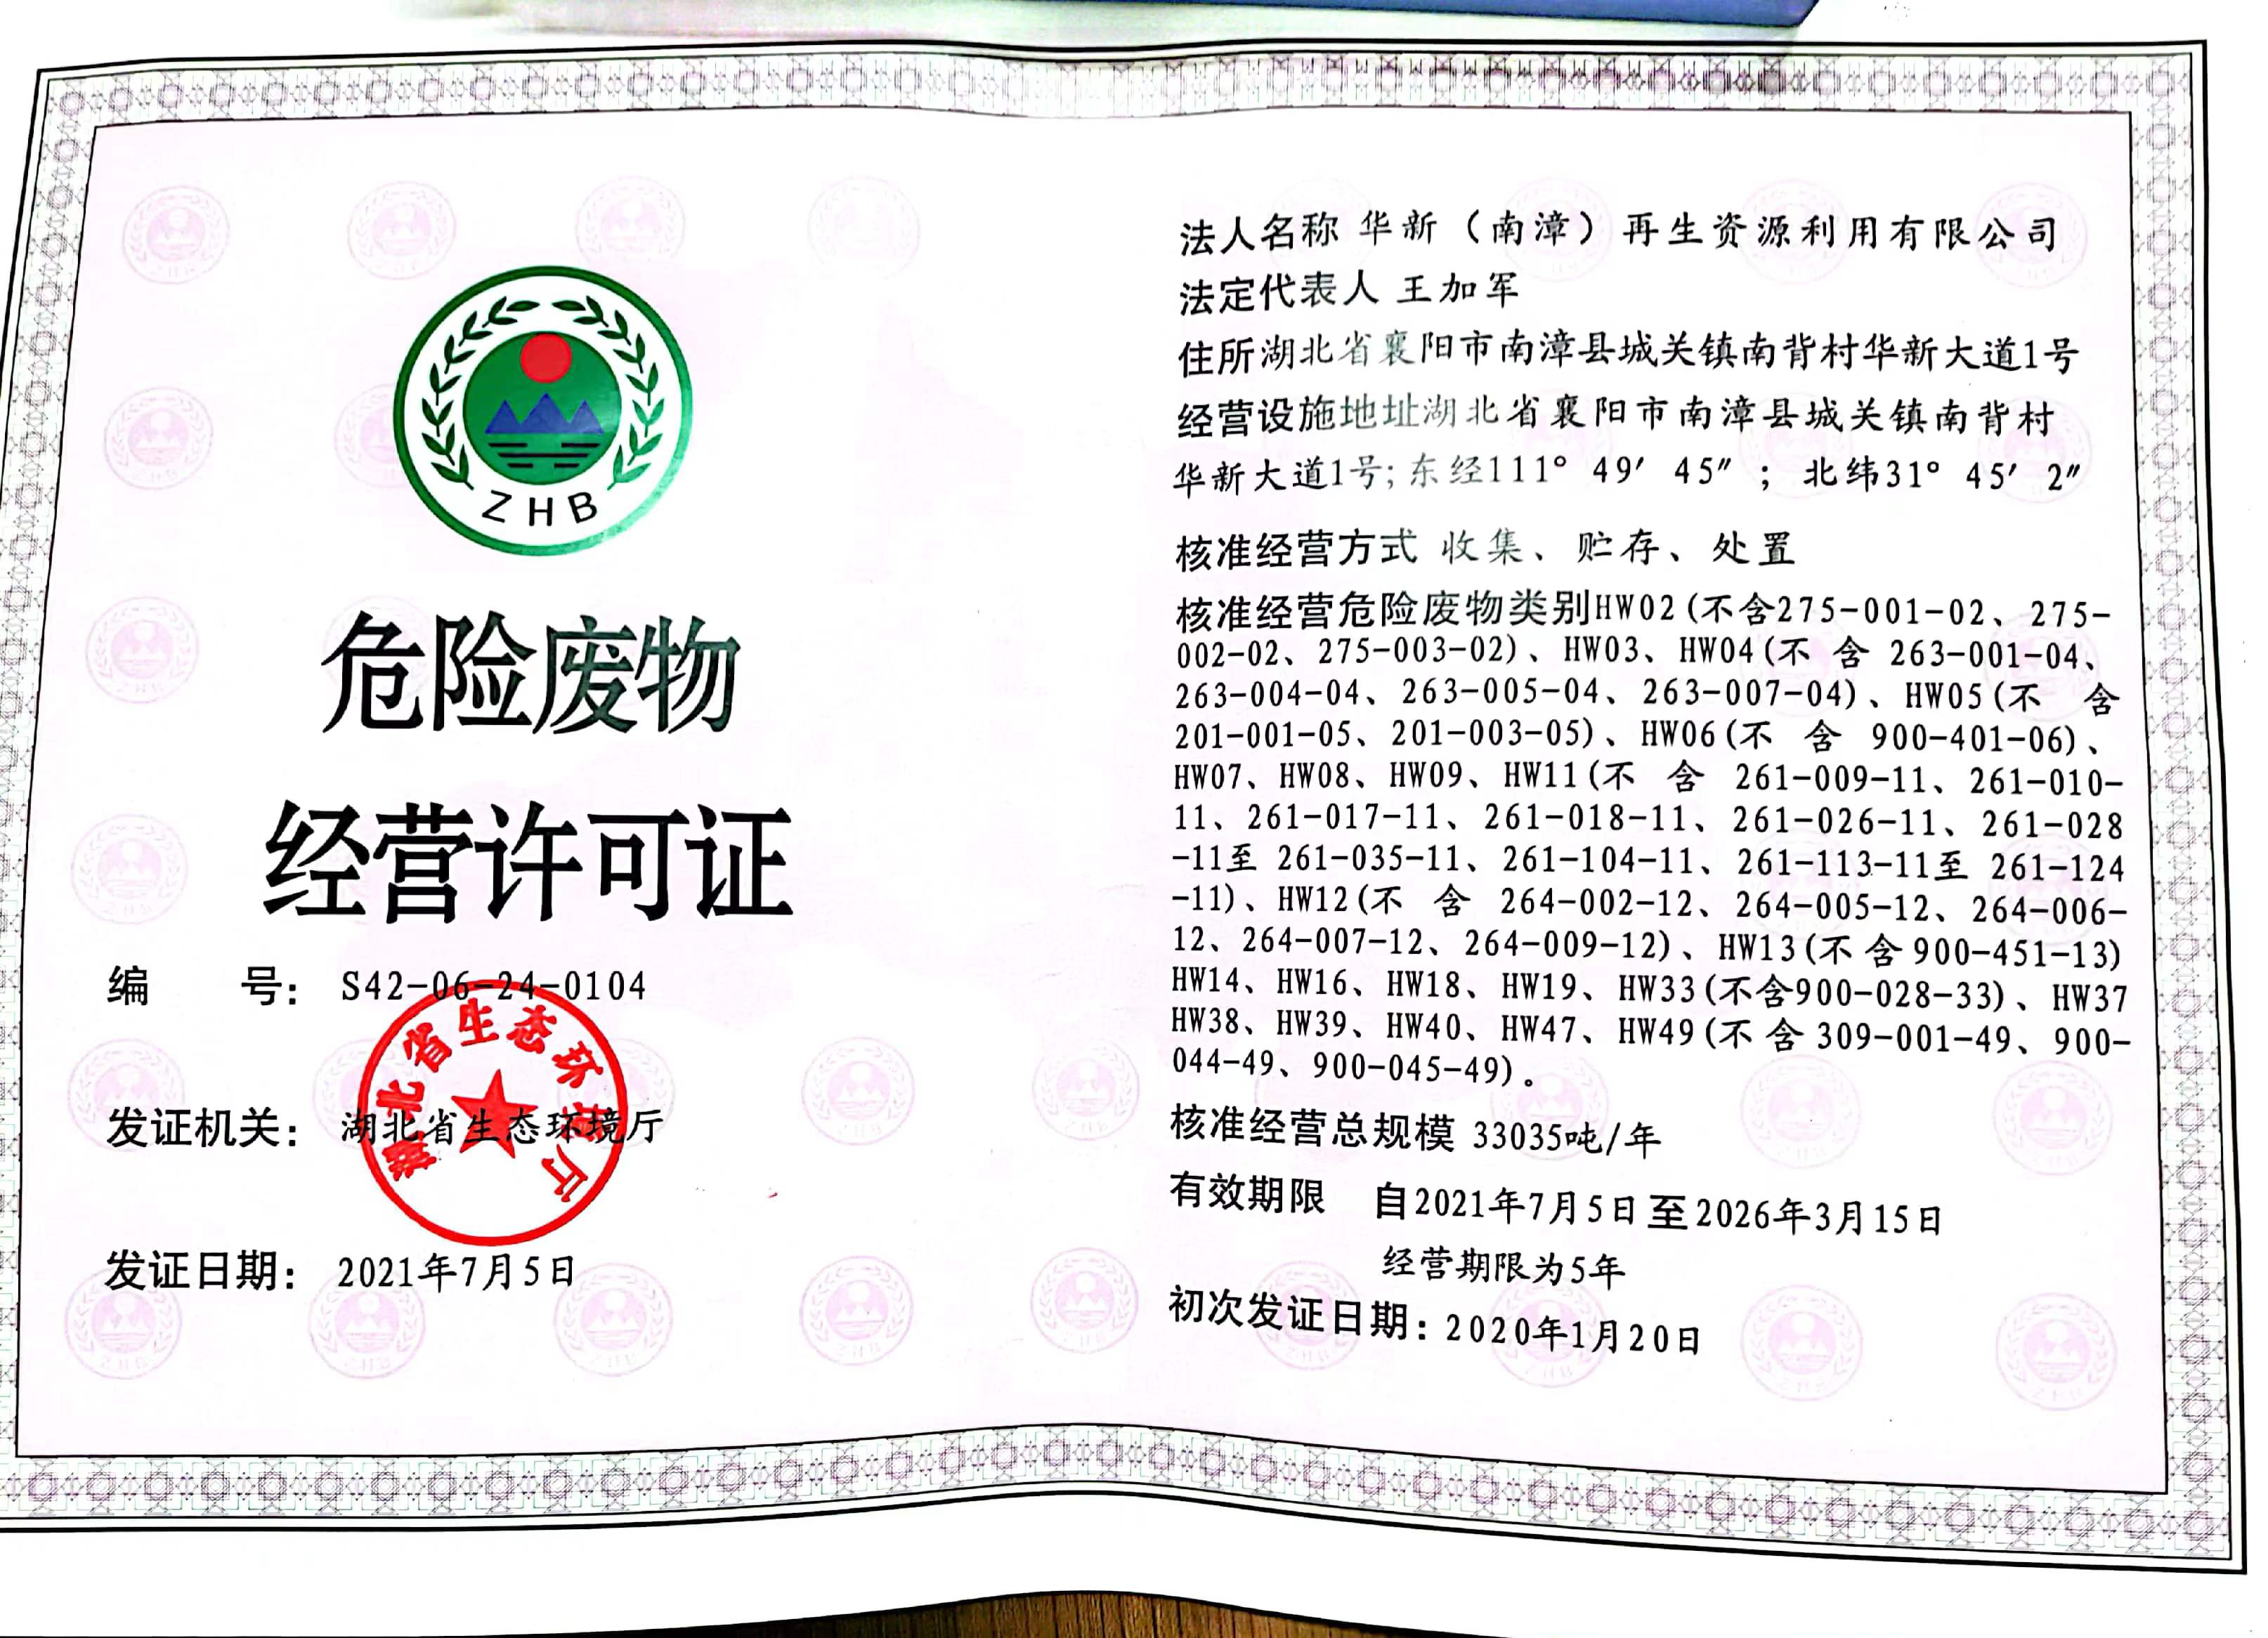 ZHB
危险废物
经营许可证
编 号： S42-06-24-0104
发证机关： 湖北省生态环境厅
湖北省生态环境厅
发证日期： 2021年7月5日
法人名称 华新（南漳）再生资源利用有限公司
法定代表人 王加军
住所湖北省襄阳市南漳县城关镇南背村华新大道1号
经营设施地址湖北省襄阳市南漳县城关镇南背村
华新大道1号;东经111° 49′ 45″ ； 北纬31° 45′ 2″
核准经营方式 收集、贮存、处置
核准经营危险废物类别HW02(不含275-001-02、275-
002-02、275-003-02)、HW03、HW04(不 含 263-001-04、
263-004-04、263-005-04、263-007-04)、HW05(不 含
201-001-05、201-003-05)、HW06(不 含 900-401-06)、
HW07、HW08、HW09、HW11(不 含 261-009-11、261-010-
11、261-017-11、261-018-11、261-026-11、261-028
-11至 261-035-11、261-104-11、261-113-11至 261-124
-11)、HW12(不 含 264-002-12、264-005-12、264-006-
12、264-007-12、264-009-12)、HW13(不含900-451-13)
HW14、HW16、HW18、HW19、HW33(不含900-028-33)、HW37
HW38、HW39、HW40、HW47、HW49(不含309-001-49、900-
044-49、900-045-49)。
核准经营总规模 33035吨/年
有效期限 自2021年7月5日至2026年3月15日
经营期限为5年
初次发证日期：2020年1月20日